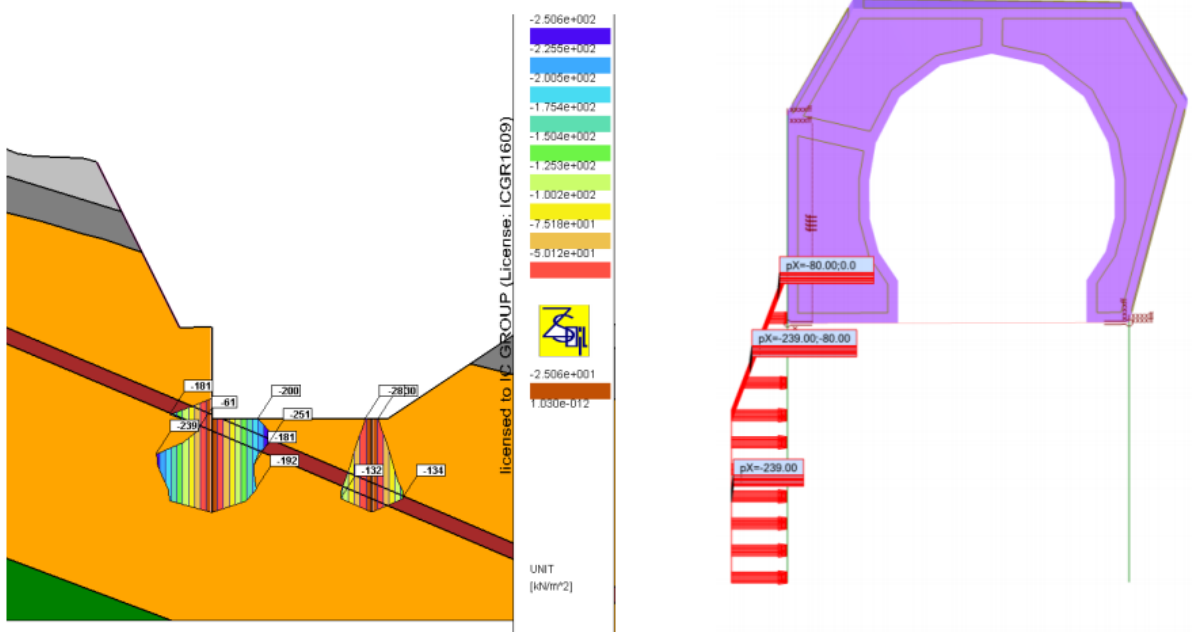 -2.506e+002
-2.255e+002
-2.005e+002
-1.754e+002
-1.504e+002
-1.253e+002
-1.002e+002
-7.518e+001
-5.012e+001
-2.506e+001
1.030e-012
UNIT
[kN/m^2]
licensed to IC GROUP (License: ICGR1609)
-181
-61
-200
-239
-251
-181
-192
-132
-134
pX=-80.00;0.0
pX=-239.00;-80.00
pX=-239.00